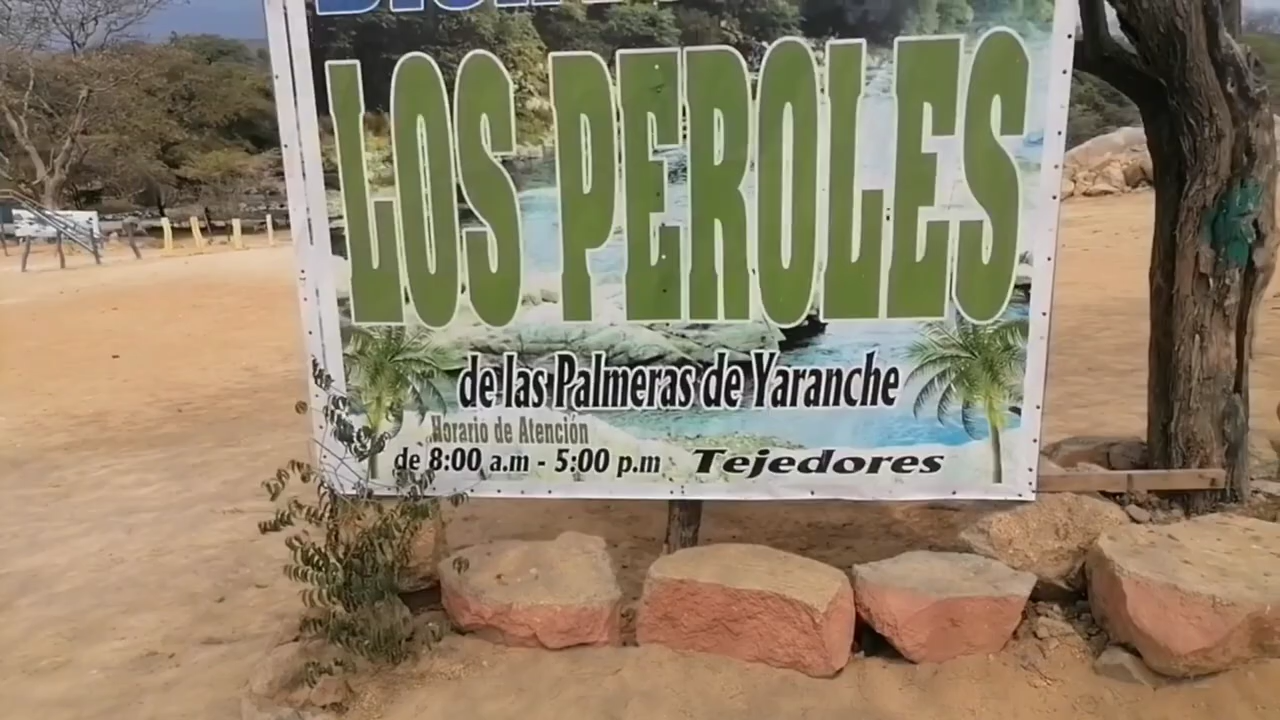 LOS PEROLES
de las Palmeras de Yaranche
Horario de Atención
de 8:00 a.m - 5:00 p.m Tejedores